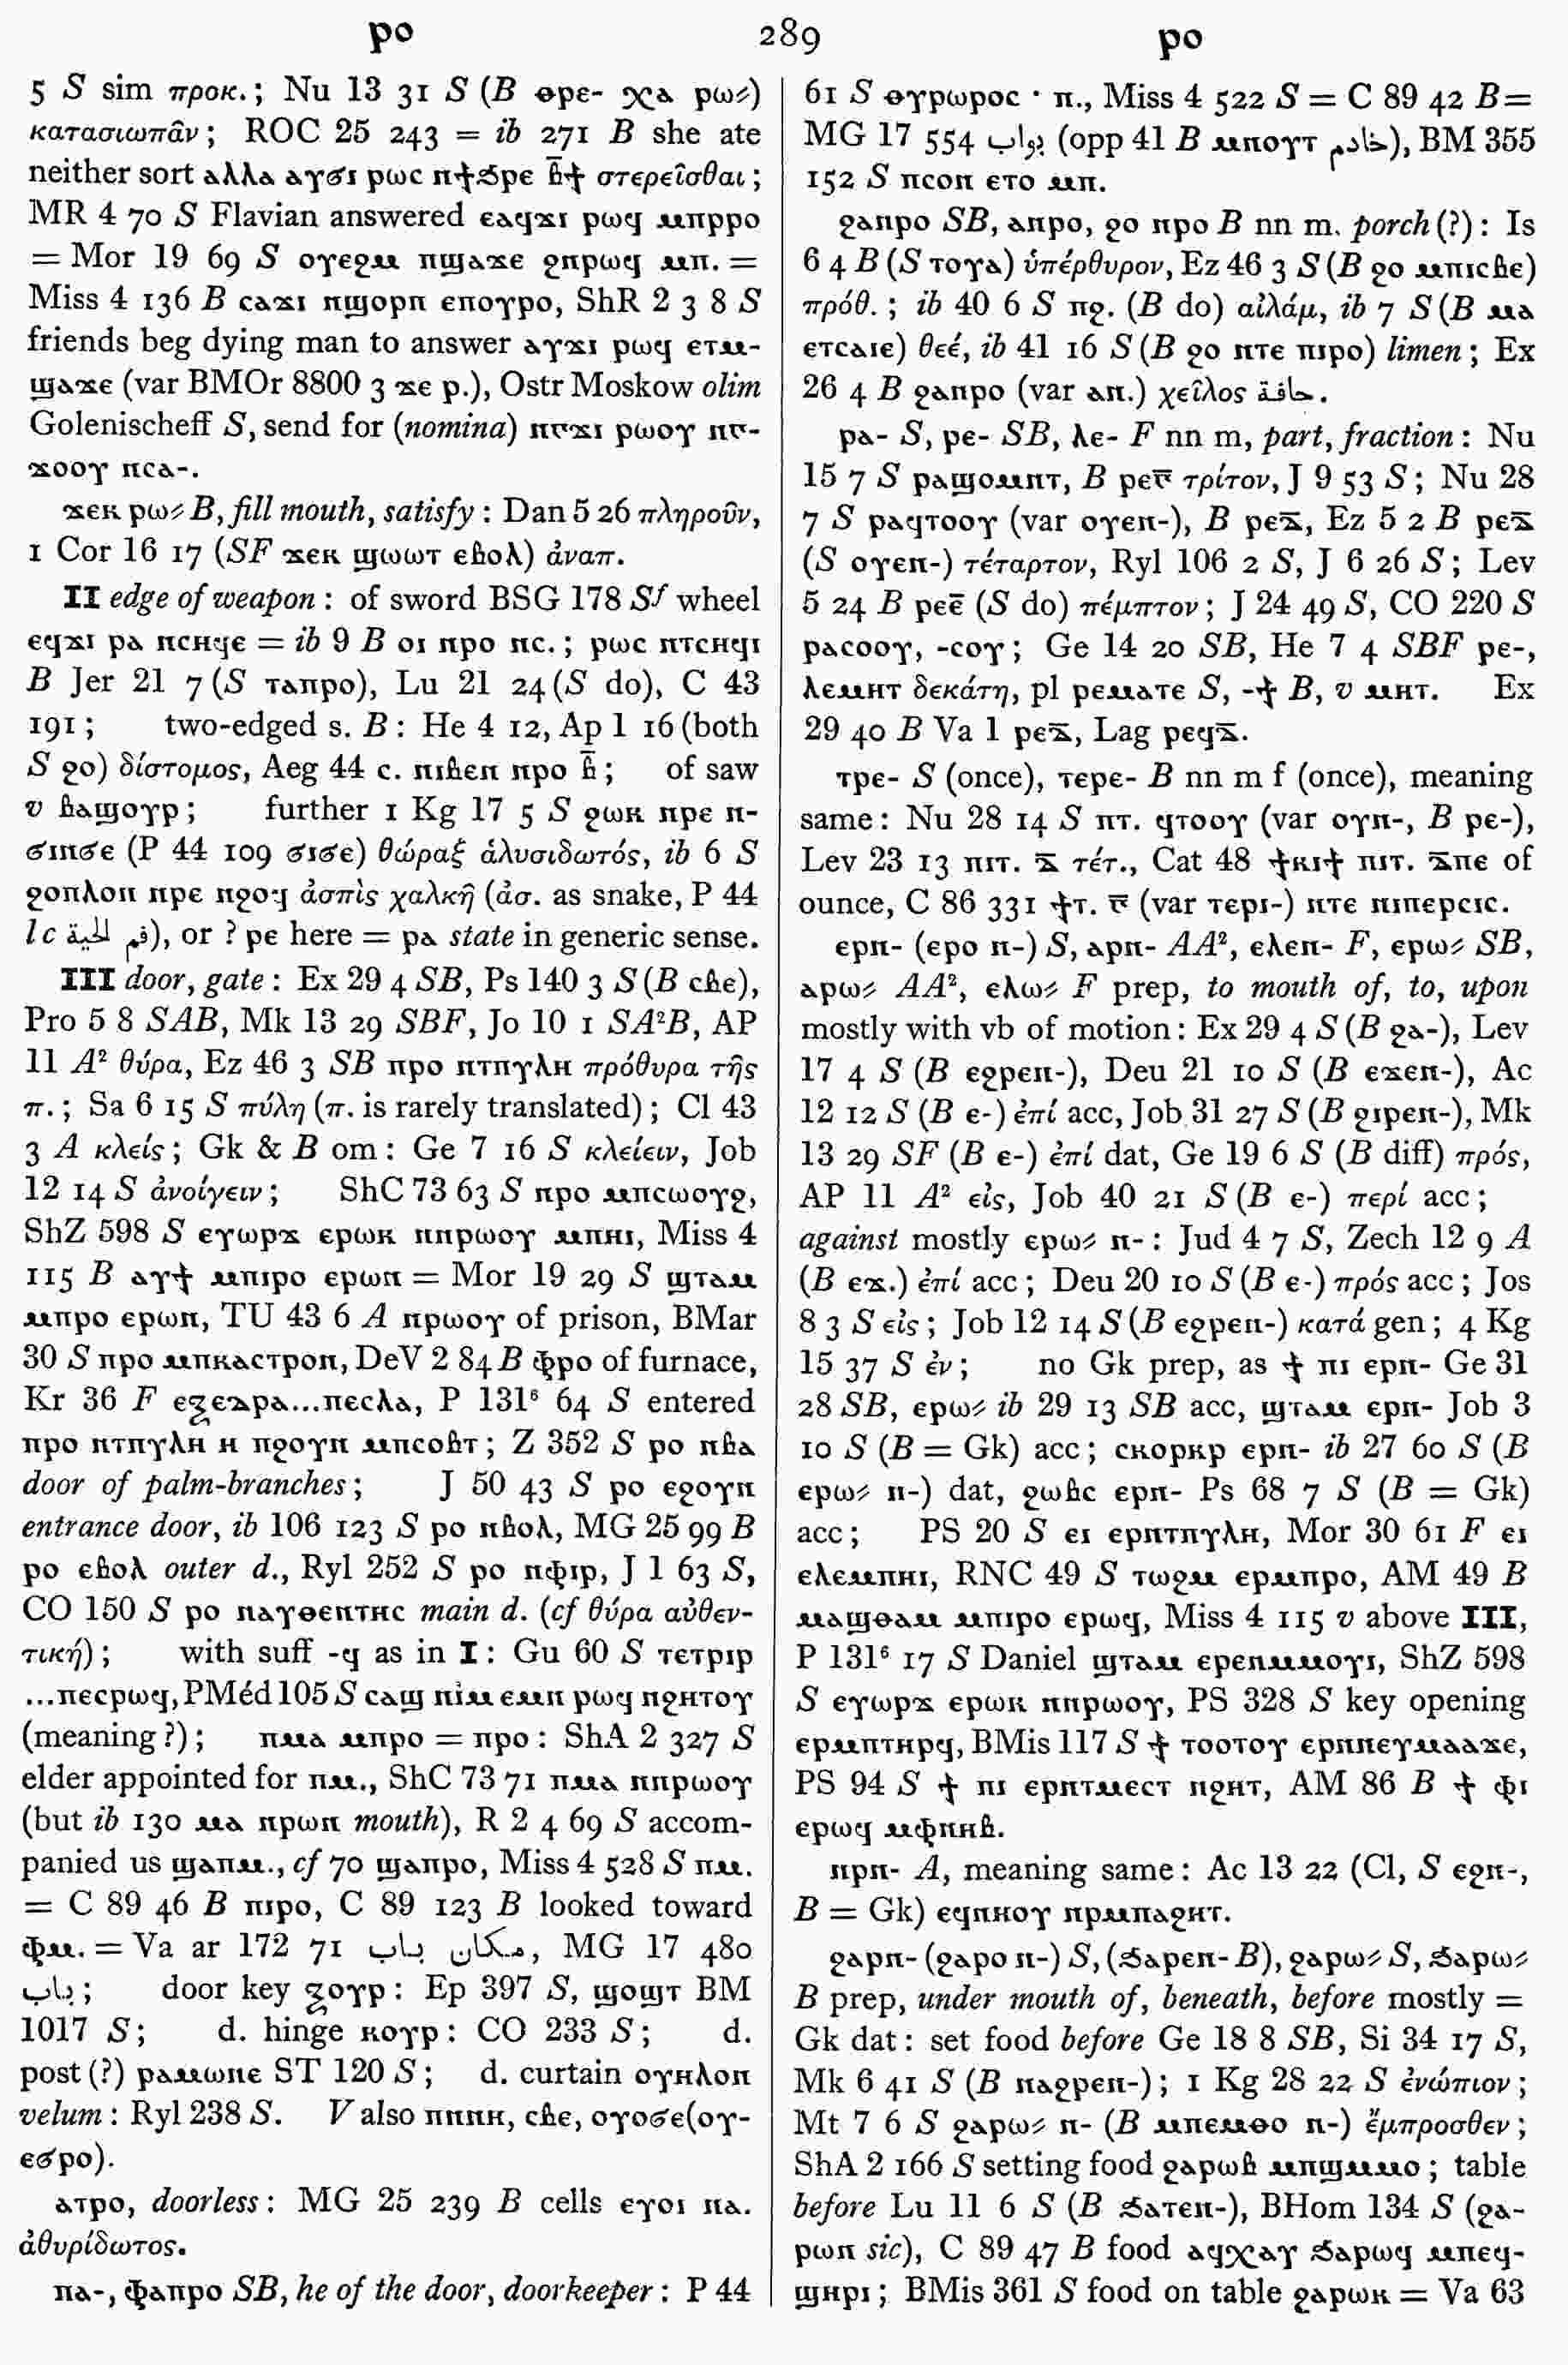 ⲣⲟ 289 ⲣⲟ
5 S sim προκ.; Nu 13 31 S (B ⲑⲣⲉ- ⲭⲁ ⲣⲱ⸗)
κατασιωπᾶν; ROC 25 243 = ib 271 B she ate
neither sort ⲁⲗⲗⲁ ⲁⲩϭⲓ ⲣⲱⲥ ⲛϯϧⲣⲉ ⲃ̄ϯ στερεῖσθαι;
MR 4 70 S Flavian answered ⲉⲁϥϫⲓ ⲣⲱϥ ⲙⲡⲣⲣⲟ
= Mor 19 69 S ⲟⲩⲉϩⲙ ⲡϣⲁϫⲉ ϩⲛⲣⲱϥ ⲙⲡ. =
Miss 4 136 B ⲥⲁϫⲓ ⲛϣⲟⲣⲡ ⲉⲡⲟⲩⲣⲟ, ShR 2 3 8 S
friends beg dying man to answer ⲁⲩϫⲓ ⲣⲱϥ ⲉⲧⲙ-
ϣⲁϫⲉ (var BMOr 8800 3 ϫⲉ ⲣ.), Ostr Moskow olim
Golenischeff S, send for (nomina) ⲛⲅϫⲓ ⲣⲱⲟⲩ ⲛⲅ-
ϫⲟⲟⲩ ⲛⲥⲁ-.
ϫⲉⲕ ⲣⲱ⸗ B, fill mouth, satisfy: Dan 5 26 πληροῦν,
1 Cor 16 17 (SF ϫⲉⲕ ϣⲱⲱⲧ ⲉⲃⲟⲗ) ἀναπ.
II edge of weapon: of sword BSG 178 Sf wheel
ⲉϥϫⲓ ⲣⲁ ⲛⲥⲏϥⲉ = ib 9 B ⲟⲓ ⲛⲣⲟ ⲛⲥ.; ⲣⲱⲥ ⲛⲧⲥⲏϥⲓ
B Jer 21 7 (S ⲧⲁⲡⲣⲟ), Lu 21 24 (S do), C 43
191; two-edged s. B: He 4 12, Ap 1 16 (both
S ϩⲟ) δίστομος, Aeg 44 c. ⲡⲓⲃⲉⲛ ⲛⲣⲟ ⲃ̄; of saw
v ⲃⲁϣⲟⲩⲣ; further 1 Kg 17 5 S ϩⲱⲕ ⲛⲣⲉ ⲛ-
ϭⲓⲛϭⲉ (P 44 109 ϭⲓϭⲉ) θώραξ ἁλυσιδωτός, ib 6 S
ϩⲟⲡⲗⲟⲛ ⲛⲣⲉ ⲛϩⲟϥ ἀσπὶς χαλκῆ (ἀσ. as snake, P 44
l c فم الحية), or ? ⲣⲉ here = ⲣⲁ state in generic sense.
III door, gate: Ex 29 4 SB, Ps 140 3 S (B ⲥⲃⲉ),
Pro 5 8 SAB, Mk 13 29 SBF, Jo 10 1 SA²B, AP
11 A² θύρα, Ez 46 3 SB ⲡⲣⲟ ⲛⲧⲡⲩⲗⲏ πρόθυρα τῆς
π.; Sa 6 15 S πύλη (π. is rarely translated); Cl 43
3 A κλείς; Gk & B om: Ge 7 16 S κλείειν, Job
12 14 S ἀνοίγειν; ShC 73 63 S ⲡⲣⲟ ⲙⲡⲥⲱⲟⲩϩ,
ShZ 598 S ⲉⲩⲱⲣϫ ⲉⲣⲱⲕ ⲛⲛⲣⲱⲟⲩ ⲙⲡⲏⲓ, Miss 4
115 B ⲁⲩϯ ⲙⲡⲓⲣⲟ ⲉⲣⲱⲛ = Mor 19 29 S ϣⲧⲁⲙ
ⲙⲡⲣⲟ ⲉⲣⲱⲛ, TU 43 6 A ⲛⲣⲱⲟⲩ of prison, BMar
30 S ⲡⲣⲟ ⲙⲡⲕⲁⲥⲧⲣⲟⲛ, DeV 2 84 B ⲫⲣⲟ of furnace,
Kr 36 F ⲉⲝⲉϫⲣⲁ...ⲡⲉⲥⲗⲁ, P 131⁶ 64 S entered
ⲡⲣⲟ ⲛⲧⲡⲩⲗⲏ ⲏ ⲡϩⲟⲩⲛ ⲙⲡⲥⲟⲃⲧ; Z 352 S ⲣⲟ ⲛⲃⲁ
door of palm-branches; J 50 43 S ⲣⲟ ⲉϩⲟⲩⲛ
entrance door, ib 106 123 S ⲣⲟ ⲛⲃⲟⲗ, MG 25 99 B
ⲣⲟ ⲉⲃⲟⲗ outer d., Ryl 252 S ⲣⲟ ⲛϥⲓⲣ, J 1 63 S,
CO 150 S ⲣⲟ ⲛⲁⲩⲑⲉⲛⲧⲏⲥ main d. (cf θύρα αὐθεν-
τική); with suff -ϥ as in I: Gu 60 S ⲧⲉⲧⲣⲓⲣ
...ⲡⲉⲥⲣⲱϥ, PMéd 105 S ⲥⲁϣ ⲛⲓⲙ ⲉⲙⲛ ⲣⲱϥ ⲛϩⲏⲧⲟⲩ
(meaning ?); ⲡⲙⲁ ⲙⲡⲣⲟ = ⲡⲣⲟ: ShA 2 327 S
elder appointed for ⲡⲙ., ShC 73 71 ⲡⲙⲁ ⲛⲛⲣⲱⲟⲩ
(but ib 130 ⲙⲁ ⲛⲣⲱⲛ mouth), R 2 4 69 S accom-
panied us ϣⲁⲡⲙ., cf 70 ϣⲁⲡⲣⲟ, Miss 4 528 S ⲡⲙ.
= C 89 46 B ⲡⲓⲣⲟ, C 89 123 B looked toward
ⲫⲙ. = Va ar 172 71 مكان باب, MG 17 480
باب; door key ⲝⲟⲩⲣ: Ep 397 S, ϣⲟϣⲧ BM
1017 S; d. hinge ⲕⲟⲩⲣ: CO 233 S; d.
post (?) ⲣⲁⲙⲱⲛⲉ ST 120 S; d. curtain ⲟⲩⲏⲗⲟⲛ
velum: Ryl 238 S. V also ⲡⲛⲛⲏ, ⲥⲃⲉ, ⲟⲩⲟϭⲉ(ⲟⲩ-
ⲉϭⲣⲟ).
ⲁⲧⲣⲟ, doorless: MG 25 239 B cells ⲉⲩⲟⲓ ⲛⲁ.
ἀθυρίδωτος.
ⲡⲁ-, ⲫⲁⲡⲣⲟ SB, he of the door, doorkeeper: P 44
61 S ⲑⲩⲣⲱⲣⲟⲥ · ⲡ., Miss 4 522 S = C 89 42 B=
MG 17 554 بواب (opp 41 B ⲙⲛⲟⲩⲧ خادم), BM 355
152 S ⲡⲥⲟⲛ ⲉⲧⲟ ⲙⲡ.
ϩⲁⲡⲣⲟ SB, ⲁⲡⲣⲟ, ϩⲟ ⲡⲣⲟ B nn m. porch (?): Is
6 4 B (S ⲧⲟⲩⲁ) ὑπέρθυρον, Ez 46 3 S (B ϩⲟ ⲙⲡⲓⲥⲃⲉ)
πρόθ.; ib 40 6 S ⲡϩ. (B do) αἰλάμ, ib 7 S (B ⲙⲁ
ⲉⲧⲥⲁⲓⲉ) θεέ, ib 41 16 S (B ϩⲟ ⲛⲧⲉ ⲡⲓⲣⲟ) limen; Ex
26 4 B ϩⲁⲡⲣⲟ (var ⲁⲡ.) χεῖλος حافة.
ⲣⲁ- S, ⲣⲉ- SB, ⲗⲉ- F nn m, part, fraction: Nu
15 7 S ⲣⲁϣⲟⲙⲛⲧ, B ⲣⲉⲅ̄ τρίτον, J 9 53 S; Nu 28
7 S ⲣⲁϥⲧⲟⲟⲩ (var ⲟⲩⲉⲛ-), B ⲣⲉⲇ̄, Ez 5 2 B ⲣⲉⲇ̄
(S ⲟⲩⲉⲛ-) τέταρτον, Ryl 106 2 S, J 6 26 S; Lev
5 24 B ⲣⲉⲉ̄ (S do) πέμπτον; J 24 49 S, CO 220 S
ⲣⲁⲥⲟⲟⲩ, -ⲥⲟⲩ; Ge 14 20 SB, He 7 4 SBF ⲣⲉ-,
ⲗⲉⲙⲏⲧ δεκάτη, pl ⲣⲉⲙⲁⲧⲉ S, -ϯ B, v ⲙⲏⲧ. Ex
29 40 B Va 1 ⲣⲉⲇ̄, Lag ⲣⲉϥⲇ̄.
ⲧⲣⲉ- S (once), ⲧⲉⲣⲉ- B nn m f (once), meaning
same: Nu 28 14 S ⲡⲧ. ϥⲧⲟⲟⲩ (var ⲟⲩⲛ-, B ⲣⲉ-),
Lev 23 13 ⲡⲓⲧ. ⲇ̄ τέτ., Cat 48 ϯⲕⲓϯ ⲡⲓⲧ. ⲇ̄ⲡⲉ of
ounce, C 86 331 ϯⲧ. ⲅ̄ (var ⲧⲉⲣⲓ-) ⲛⲧⲉ ⲛⲓⲡⲉⲣⲥⲓⲥ.
ⲉⲣⲛ- (ⲉⲣⲟ ⲛ-) S, ⲁⲣⲛ- AA², ⲉⲗⲉⲛ- F, ⲉⲣⲱ⸗ SB,
ⲁⲣⲱ⸗ AA², ⲉⲗⲱ⸗ F prep, to mouth of, to, upon
mostly with vb of motion: Ex 29 4 S (B ϩⲁ-), Lev
17 4 S (B ⲉϩⲣⲉⲛ-), Deu 21 10 S (B ⲉϫⲉⲛ-), Ac
12 12 S (B ⲉ-) ἐπί acc, Job 31 27 S (B ϩⲓⲣⲉⲛ-), Mk
13 29 SF (B ⲉ-) ἐπί dat, Ge 19 6 S (B diff) πρός,
AP 11 A² εἰς, Job 40 21 S (B ⲉ-) περί acc;
against mostly ⲉⲣⲱ⸗ ⲛ-: Jud 4 7 S, Zech 12 9 A
(B ⲉϫ.) ἐπί acc; Deu 20 10 S (B ⲉ-) πρός acc; Jos
8 3 S εἰς; Job 12 14 S (B ⲉϩⲣⲉⲛ-) κατά gen; 4 Kg
15 37 S ἐν; no Gk prep, as ϯ ⲡⲓ ⲉⲣⲛ- Ge 31
28 SB, ⲉⲣⲱ⸗ ib 29 13 SB acc, ϣⲧⲁⲙ ⲉⲣⲛ- Job 3
10 S (B = Gk) acc; ⲥⲕⲟⲣⲕⲣ ⲉⲣⲛ- ib 27 60 S (B
ⲉⲣⲱ⸗ ⲛ-) dat, ϩⲱⲃⲥ ⲉⲣⲛ- Ps 68 7 S (B = Gk)
acc; PS 20 S ⲉⲓ ⲉⲣⲛⲧⲡⲩⲗⲏ, Mor 30 61 F ⲉⲓ
ⲉⲗⲉⲙⲡⲏⲓ, RNC 49 S ⲧⲱϩⲙ ⲉⲣⲙⲡⲣⲟ, AM 49 B
ⲙⲁϣⲑⲁⲙ ⲙⲡⲓⲣⲟ ⲉⲣⲱϥ, Miss 4 115 v above III,
P 131⁶ 17 S Daniel ϣⲧⲁⲙ ⲉⲣⲉⲛⲙⲙⲟⲩⲓ, ShZ 598
S ⲉⲩⲱⲣϫ ⲉⲣⲱⲕ ⲛⲛⲣⲱⲟⲩ, PS 328 S key opening
ⲉⲣⲙⲡⲧⲏⲣϥ, BMis 117 S ϯ ⲧⲟⲟⲧⲟⲩ ⲉⲣⲛⲛⲉⲩⲙⲁⲁϫⲉ,
PS 94 S ϯ ⲡⲓ ⲉⲣⲛⲧⲙⲉⲥⲧ ⲛϩⲏⲧ, AM 86 B ϯ ⲫⲓ
ⲉⲣⲱϥ ⲙⲫⲛⲏⲃ.
ⲛⲣⲛ- A, meaning same: Ac 13 22 (Cl, S ⲉϩⲛ-,
B = Gk) ⲉϥⲛⲏⲟⲩ ⲛⲣⲙⲡⲁϩⲏⲧ.
ϩⲁⲣⲛ- (ϩⲁⲣⲟ ⲛ-) S, (ϧⲁⲣⲉⲛ- B), ϩⲁⲣⲱ⸗ S, ϧⲁⲣⲱ⸗
B prep, under mouth of, beneath, before mostly =
Gk dat: set food before Ge 18 8 SB, Si 34 17 S,
Mk 6 41 S (B ⲛⲁϩⲣⲉⲛ-); 1 Kg 28 22 S ἐνώπιον;
Mt 7 6 S ϩⲁⲣⲱ⸗ ⲛ- (B ⲙⲡⲉⲙⲑⲟ ⲛ-) ἔμπροσθεν;
ShA 2 166 S setting food ϩⲁⲣⲱⲃ ⲙⲡϣⲙⲙⲟ; table
before Lu 11 6 S (B ϧⲁⲧⲉⲛ-), BHom 134 S (ϩⲁ-
ⲣⲱⲛ sic), C 89 47 B food ⲁϥⲭⲁⲩ ϧⲁⲣⲱϥ ⲙⲡⲉϥ-
ϣⲏⲣⲓ; BMis 361 S food on table ϩⲁⲣⲱⲕ = Va 63